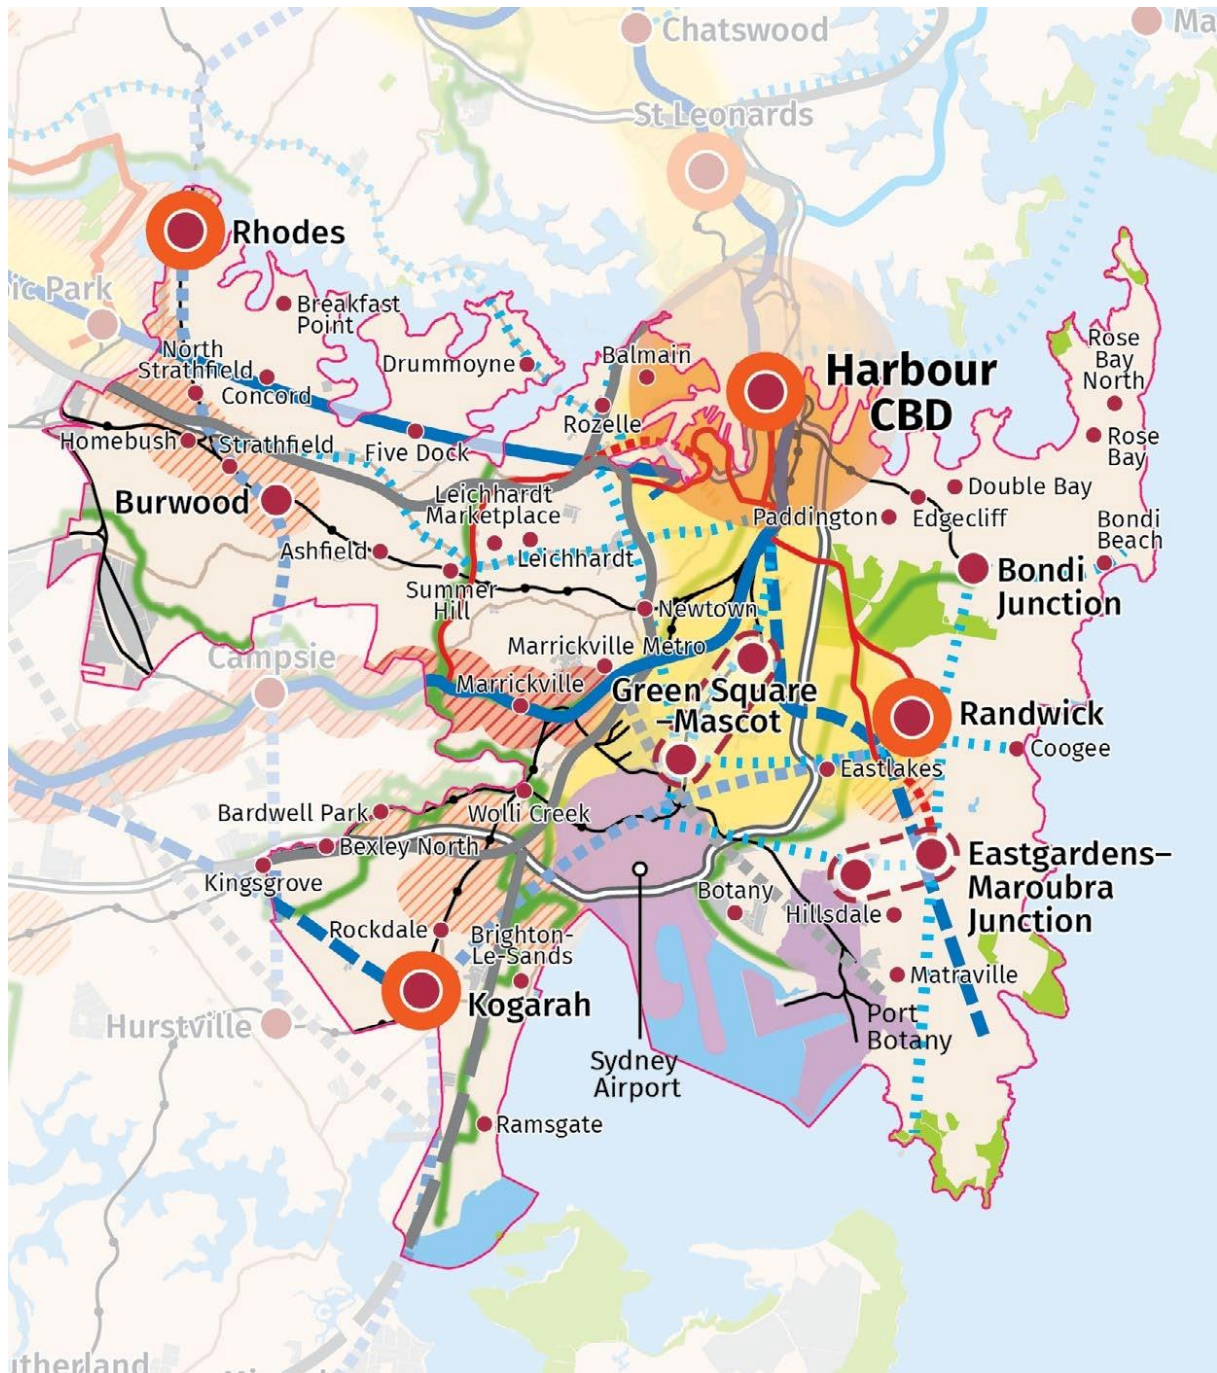 Chatswood
Ma
St Leonards
Rhodes
ic Park
Breakfast
Point
North
Strathfield
Concord
Drummoyne
Balmain
Harbour
CBD
Rose
Bay
North
Rozelle
Rose
Bay
Homebush
Strathfield
Five Dock
Burwood
Leichhardt
Marketplace
Double Bay
Paddington
Edgecliff
Bondi
Beach
Ashfield
Leichhardt
Bondi
Junction
Summer
Hill
Newtown
Campsie
Marrickville Metro
Marrickville
Green Square
–Mascot
Randwick
Coogee
Eastlakes
Bardwell Park
Wolli Creek
Bexley North
Kingsgrove
Eastgardens–
Maroubra
Junction
Botany
Hillsdale
Rockdale
Brighton-
Le-Sands
Matraville
Kogarah
Port
Botany
Hurstville
Sydney
Airport
Ramsgate
utherland